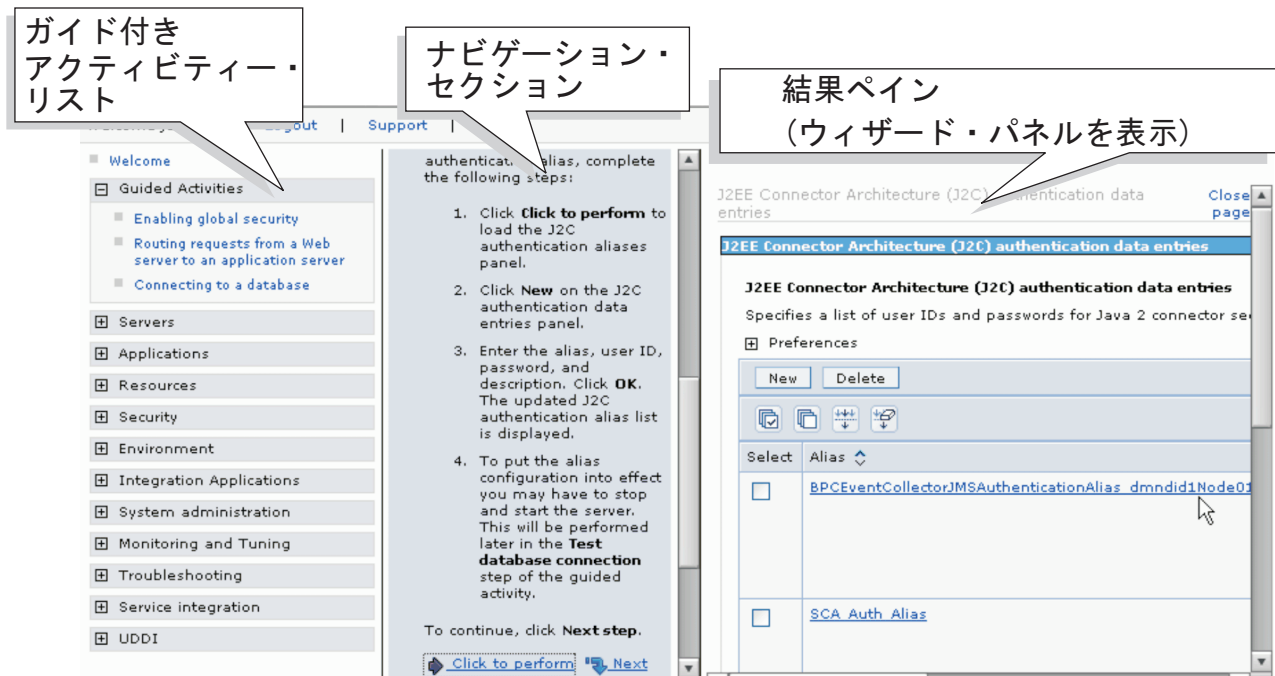 ガイド付き
アクティビティー・
リスト
ナビゲーション・
セクション
結果ペイン
(ウィザード・パネルを表示)
| Support |
Welcome
Guided Activities
Enabling global security
Routing requests from a Web
server to an application server
Connecting to a database
Servers
Applications
Resources
Security
Environment
Integration Applications
System administration
Monitoring and Tuning
Troubleshooting
Service integration
UDDI
alias, complete
the following steps:
1. Click Click to perform to
load the J2C
authentication aliases
panel.
2. Click New on the J2C
authentication data
entries panel.
3. Enter the alias, user ID,
password, and
description. Click OK.
The updated J2C
authentication alias list
is displayed.
4. To put the alias
configuration into effect
you may have to stop
and start the server.
This will be performed
later in the Test
database connection
step of the guided
activity.
To continue, click Next step.
Click to perform Next
J2EE Connector Architecture (J2C) authentication data
entries
Close
page
J2EE Connector Architecture (J2C) authentication data entries
J2EE Connector Architecture (J2C) authentication data entries
Specifies a list of user IDs and passwords for Java 2 connector se
Preferences
New Delete
Select Alias
BPCEventCollectorJMSAuthenticationAlias_dmndid1Node01
SCA_Auth_Alias